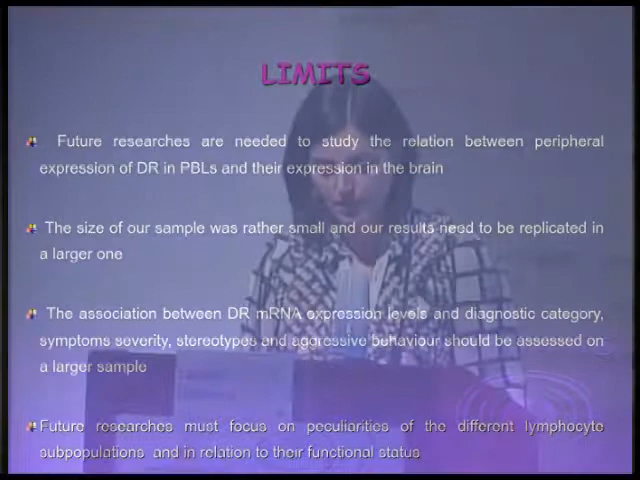 LIMITS
Future researches are needed to study the relation between peripheral
expression of DR in PBLs and their expression in the brain
The size of our sample was rather small and our results need to be replicated in
a larger one
The association between DR mRNA expression levels and diagnostic category,
symptoms severity, stereotypes and aggressive behaviour should be assessed on
a larger sample
Future researches must focus on peculiarities of the different lymphocyte
subpopulations and in relation to their functional status